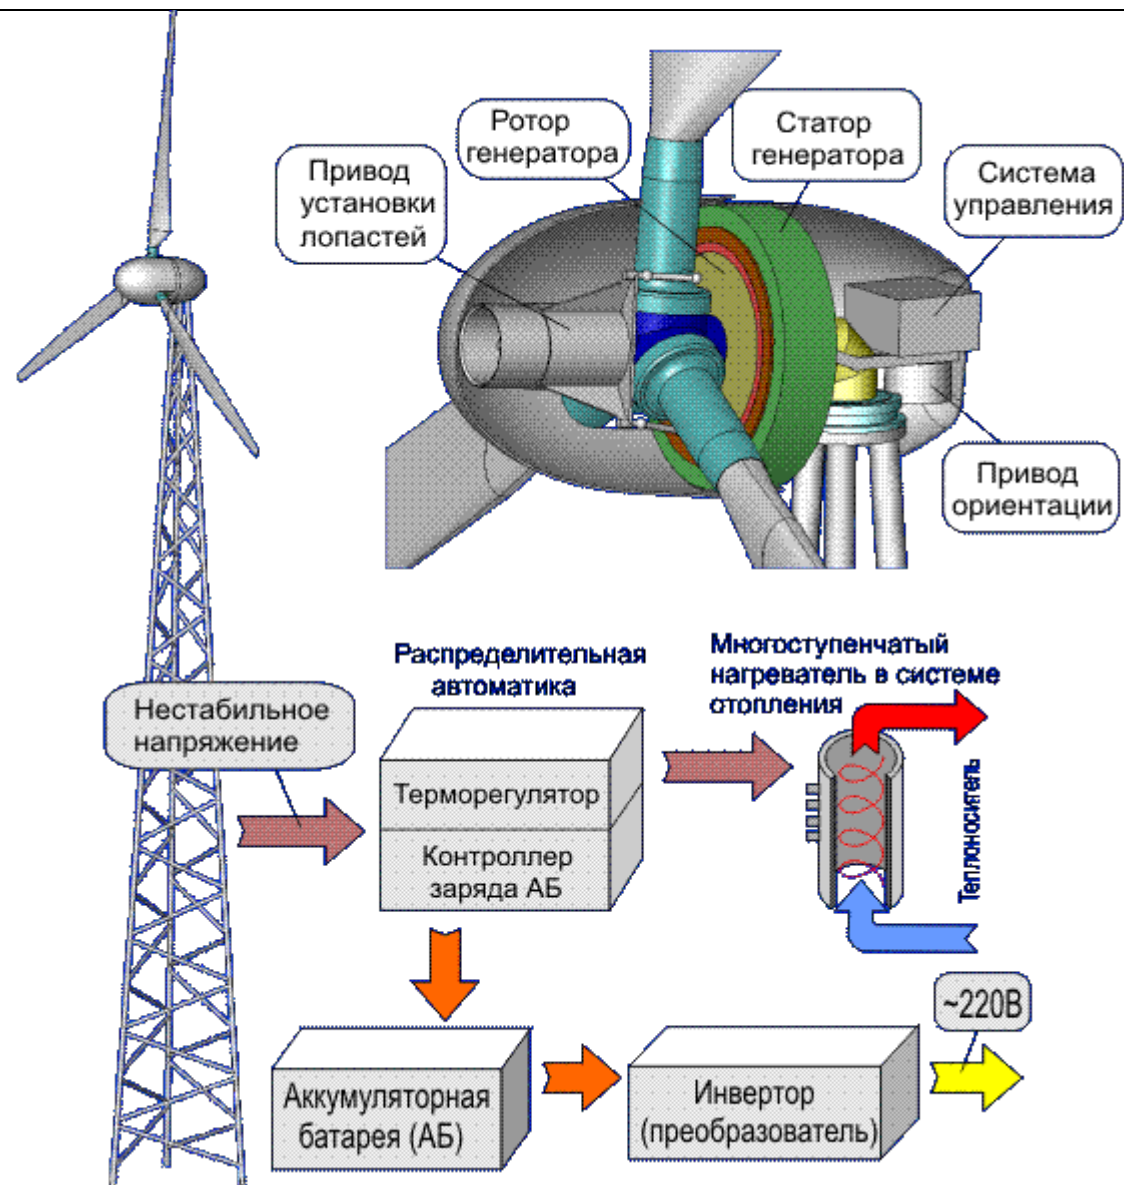 Ротор
генератора
Статор
генератора
Привод
установки
лопастей
Система
управления
Привод
ориентации
Распределительная
автоматика
Многоступенчатый
нагреватель в системе
отопления
Нестабильное
напряжение
Терморегулятор
Контроллер
заряда АБ
Теплоноситель
~220В
Аккумуляторная
батарея (АБ)
Инвертор
(преобразователь)